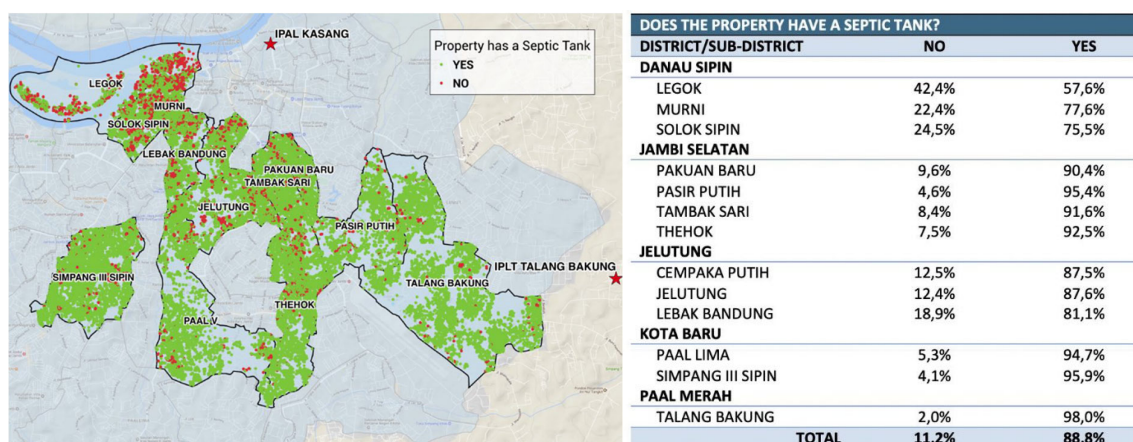 IPAL KASANG
Property has a Septic Tank
YES
NO
LEGOK
MURNI
SOLOK SIPIN
LEBAK BANDUNG
PAKUAN BARU
TAMBAK SARI
JELUTUNG
PASIR PUTIH
IPLT TALANG BAKUNG
SIMPANG III SIPIN
TALANG BAKUNG
THEHOK
PAAL V
DOES THE PROPERTY HAVE A SEPTIC TANK?
DISTRICT/SUB-DISTRICT NO YES
DANAU SIPIN
LEGOK 42,4% 57,6%
MURNI 22,4% 77,6%
SOLOK SIPIN 24,5% 75,5%
JAMBI SELATAN
PAKUAN BARU 9,6% 90,4%
PASIR PUTIH 4,6% 95,4%
TAMBAK SARI 8,4% 91,6%
THEHOK 7,5% 92,5%
JELUTUNG
CEMPAKA PUTIH 12,5% 87,5%
JELUTUNG 12,4% 87,6%
LEBAK BANDUNG 18,9% 81,1%
KOTA BARU
PAAL LIMA 5,3% 94,7%
SIMPANG III SIPIN 4,1% 95,9%
PAAL MERAH
TALANG BAKUNG 2,0% 98,0%
TOTAL 11,2% 88,8%